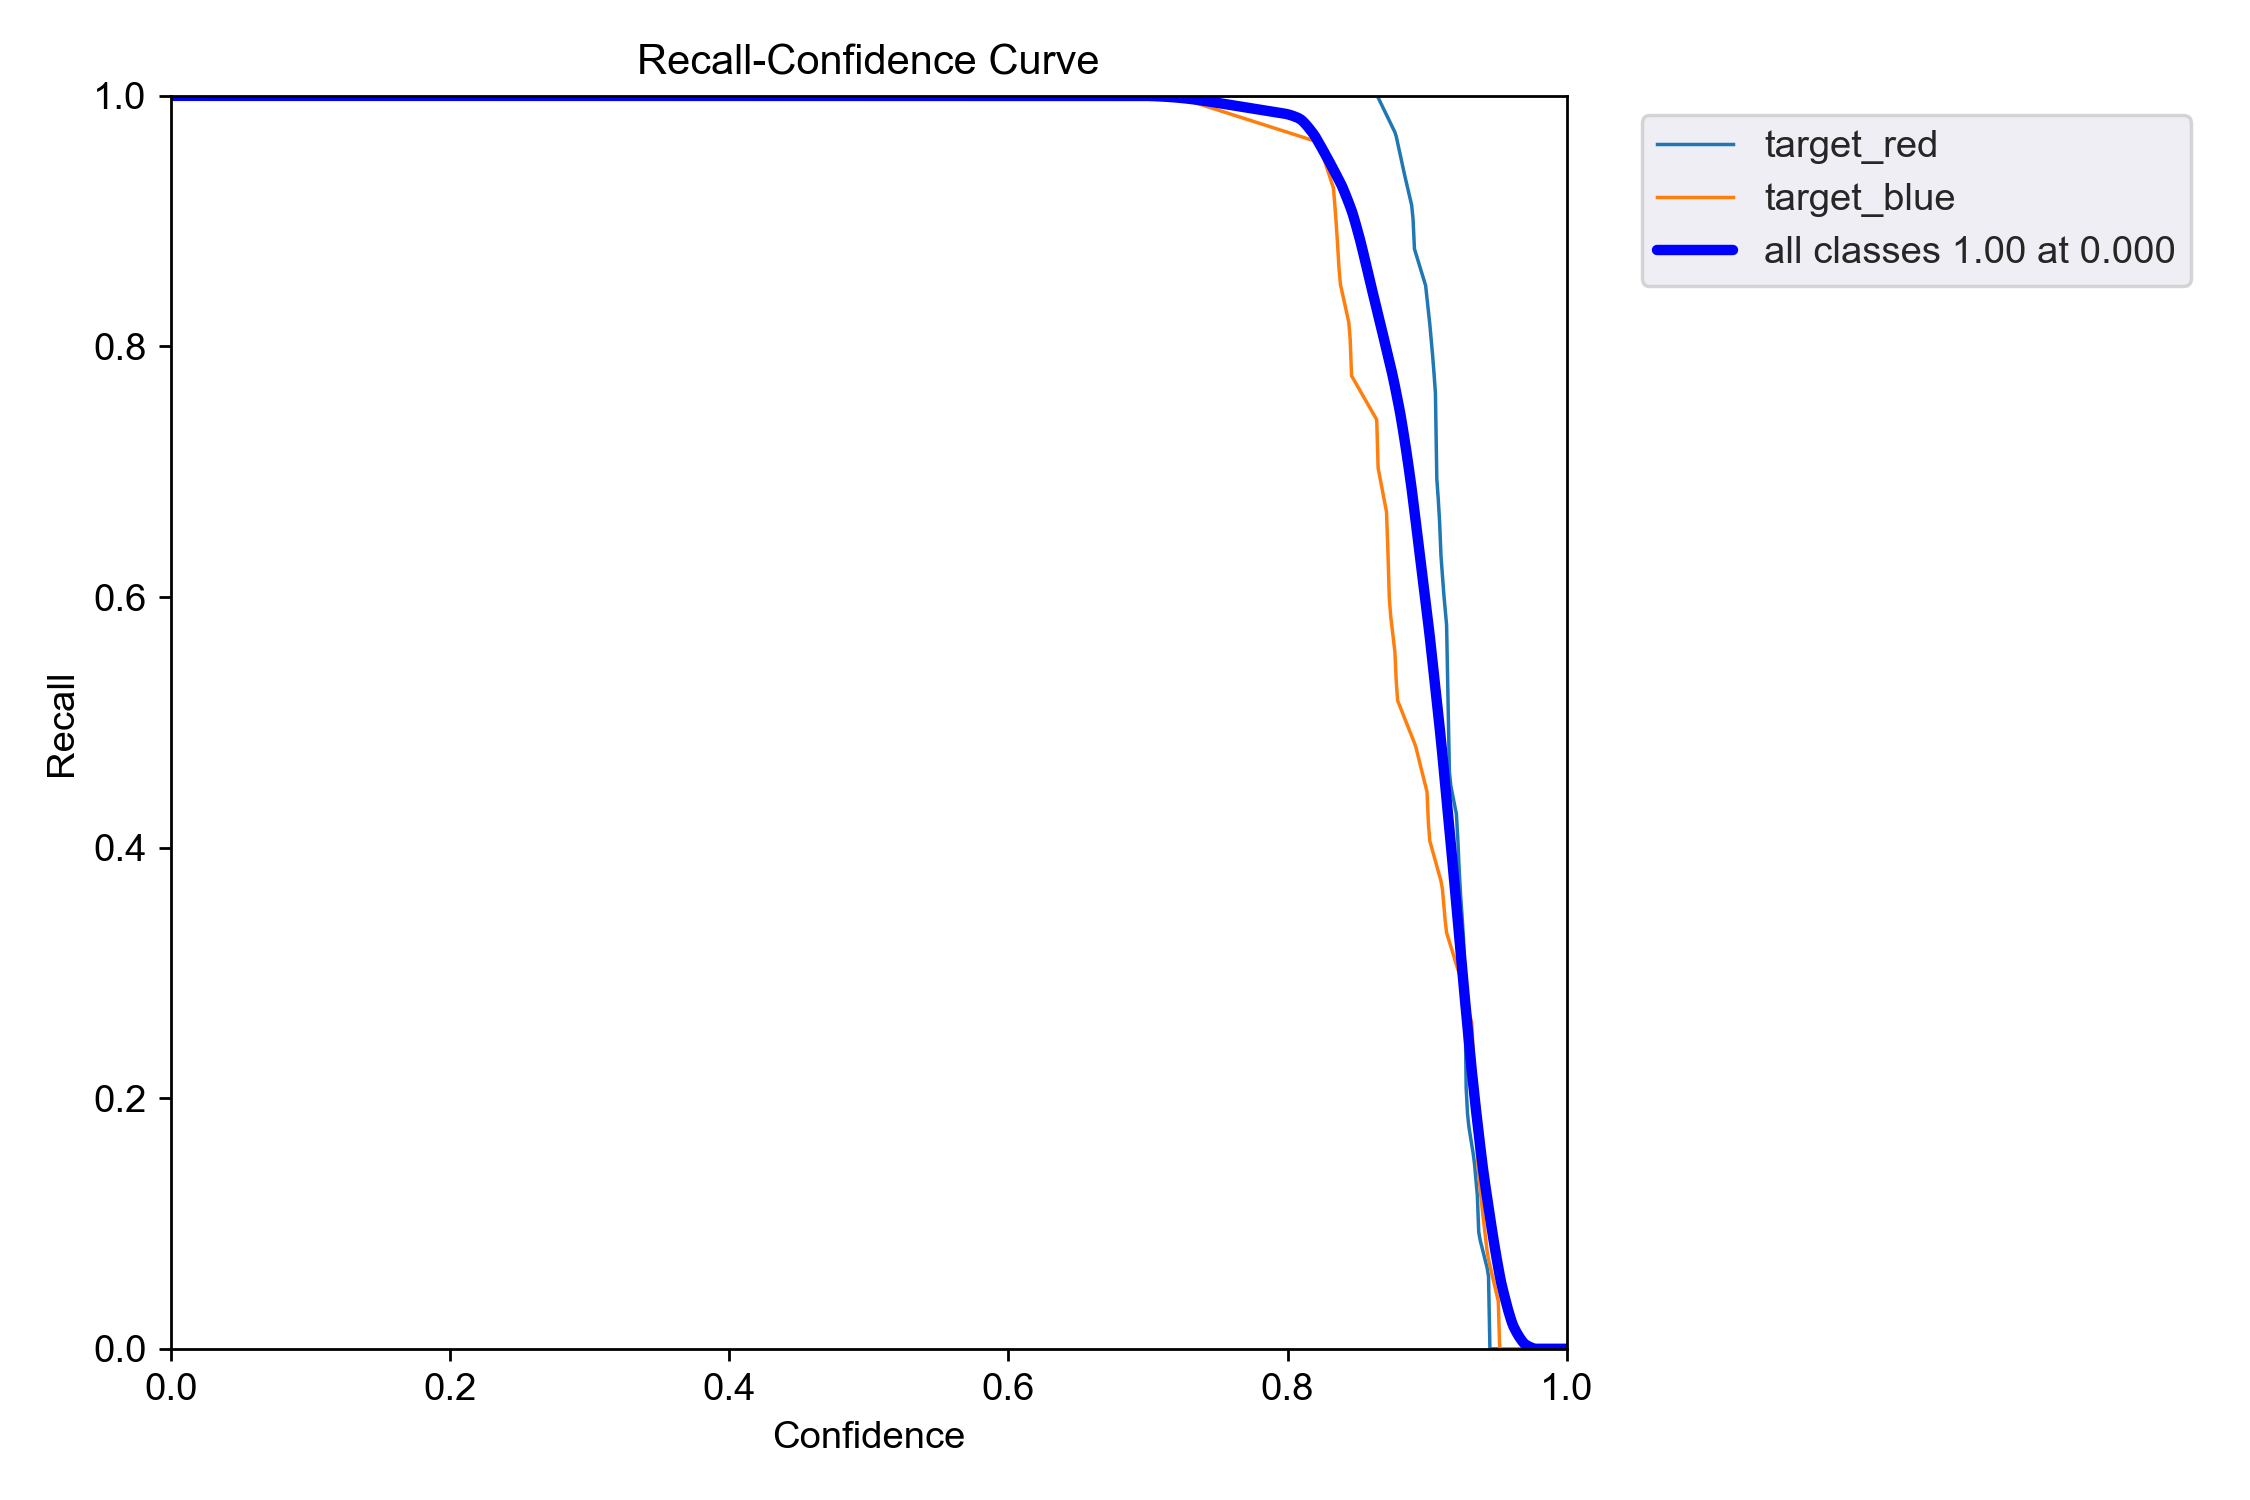 Recall-Confidence Curve
1.0
0.8
0.6
0.4
0.2
0.0
Recall
0.0 0.2 0.4 0.6 0.8 1.0
Confidence
target_red
target_blue
all classes 1.00 at 0.000